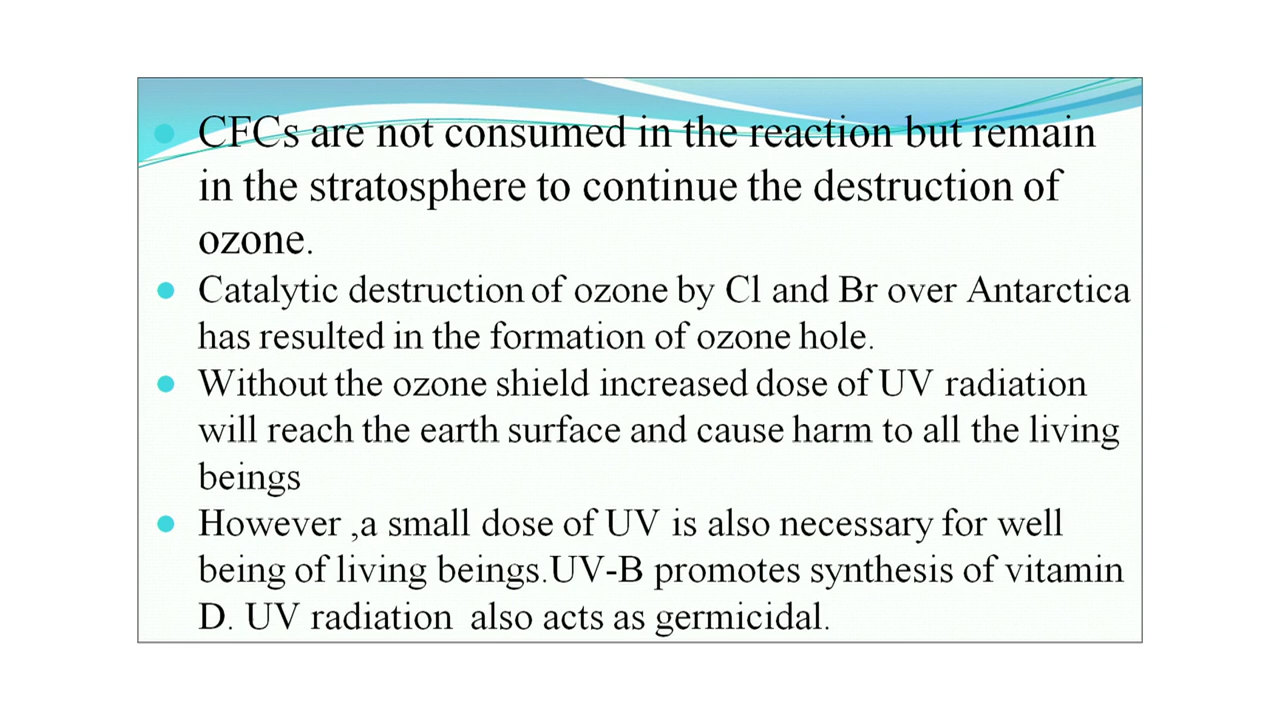 CFCs are not consumed in the reaction but remain
in the stratosphere to continue the destruction of
ozone.
Catalytic destruction of ozone by Cl and Br over Antarctica
has resulted in the formation of ozone hole.
Without the ozone shield increased dose of UV radiation
will reach the earth surface and cause harm to all the living
beings
However ,a small dose of UV is also necessary for well
being of living beings.UV-B promotes synthesis of vitamin
D. UV radiation also acts as germicidal.